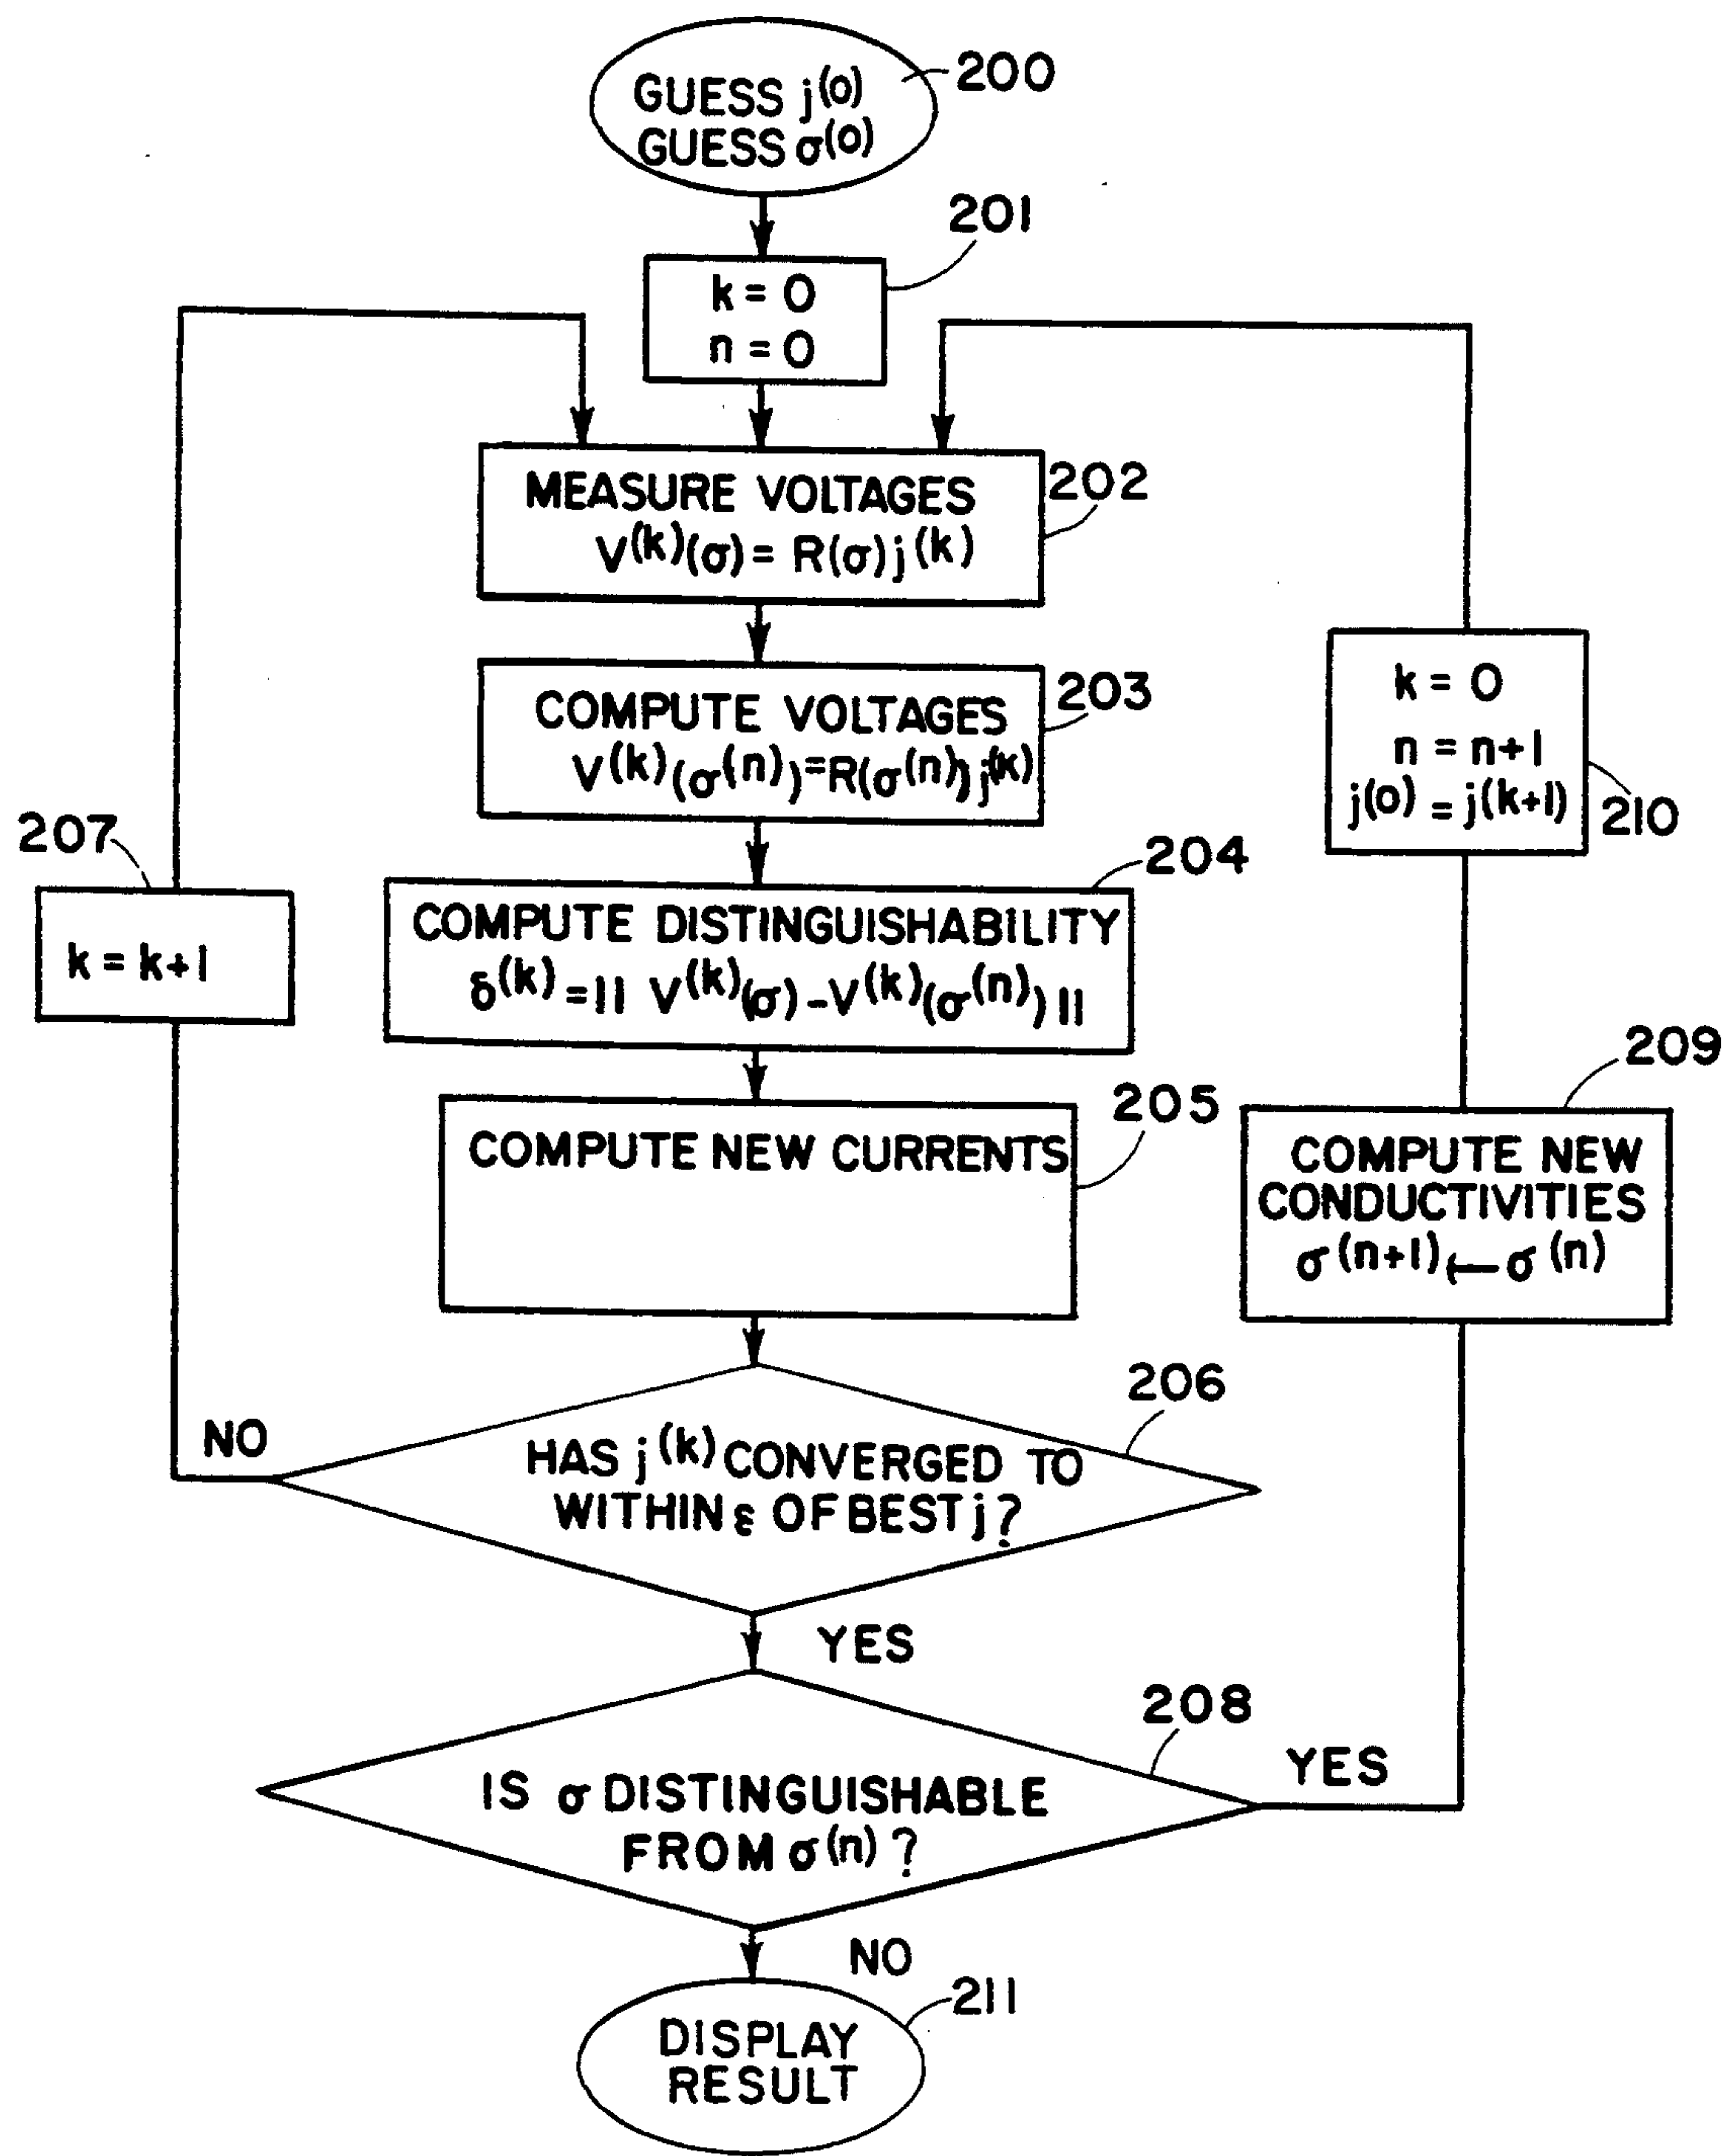 GUESS j(0)
GUESS σ(0)
200
201
k = 0
n = 0
MEASURE VOLTAGES
V(k)(σ) = R(σ)j(k)
202
COMPUTE VOLTAGES
V(k)(σ(n))=R(σ(n))j(k)
203
k = 0
n = n+1
j(0) = j(k+1)
210
207
k = k+1
204
COMPUTE DISTINGUISHABILITY
δ(k) = || V(k)(σ) - V(k)(σ(n)) ||
205
COMPUTE NEW CURRENTS
209
COMPUTE NEW
CONDUCTIVITIES
σ(n+1) ← σ(n)
206
NO
HAS j(k) CONVERGED TO
WITHIN ε OF BEST j?
YES
208
YES
IS σ DISTINGUISHABLE
FROM σ(n) ?
NO
211
DISPLAY
RESULT